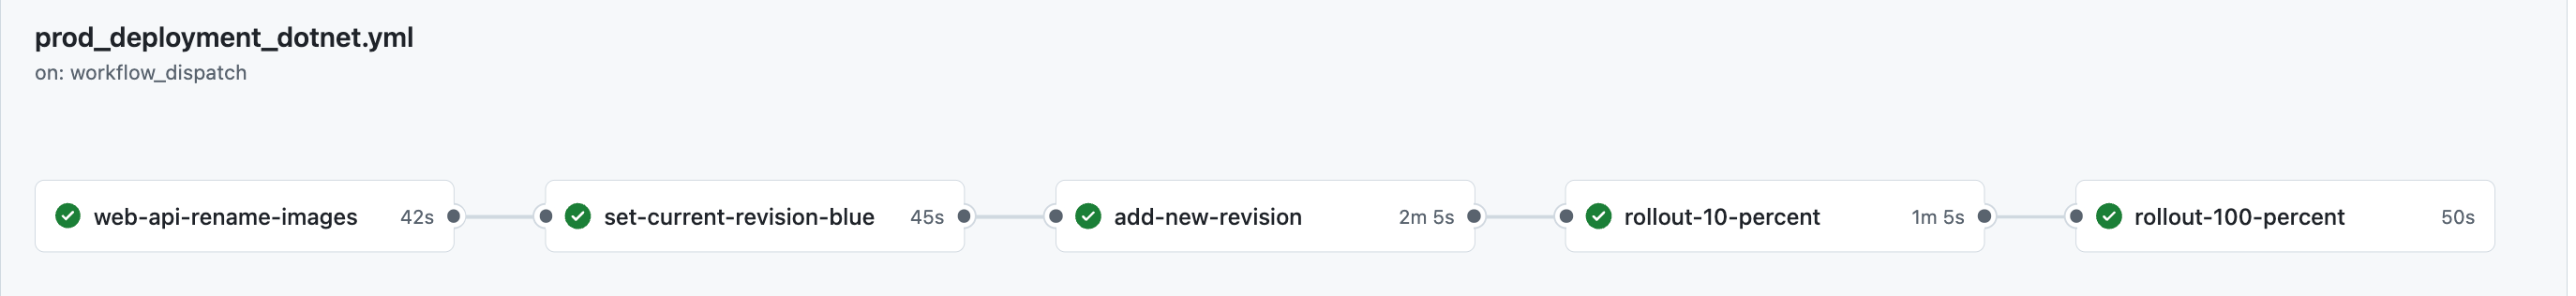 prod_deployment_dotnet.yml
on: workflow_dispatch
web-api-rename-images 42s
set-current-revision-blue 45s
add-new-revision 2m 5s
rollout-10-percent 1m 5s
rollout-100-percent 50s